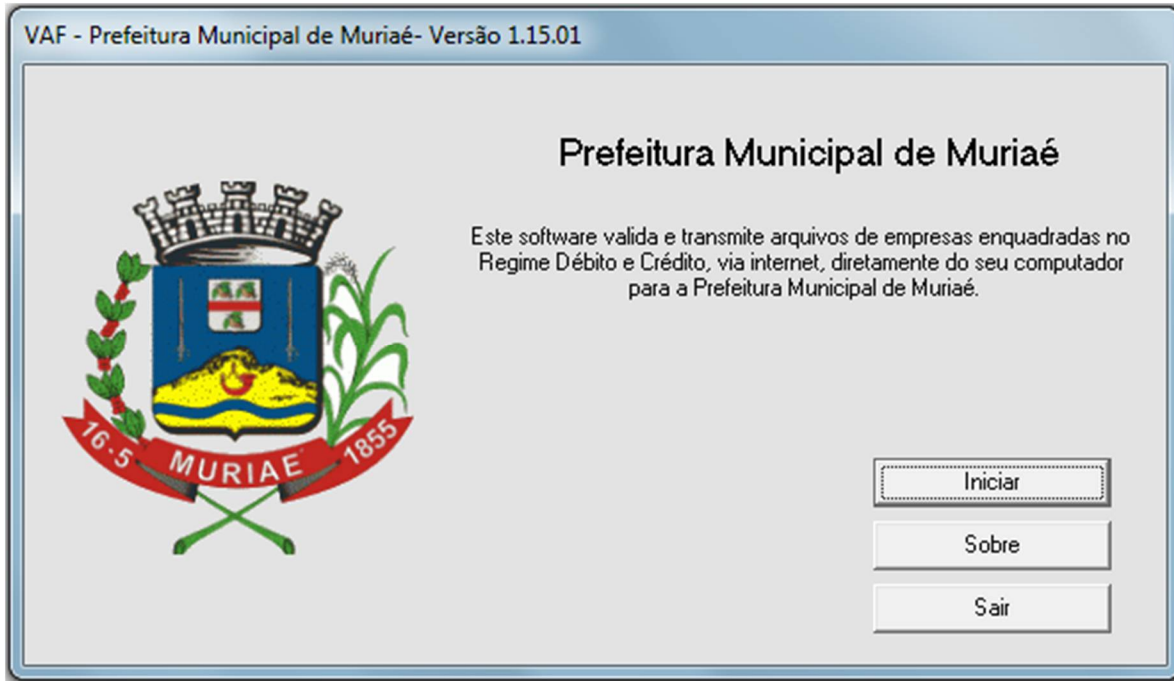 VAF - Prefeitura Municipal de Muriaé- Versão 1.15.01
Prefeitura Municipal de Muriaé
Este software valida e transmite arquivos de empresas enquadradas no
Regime Débito e Crédito, via internet, diretamente do seu computador
para a Prefeitura Municipal de Muriaé.
16-5 MURIAÉ 1855
Iniciar
Sobre
Sair